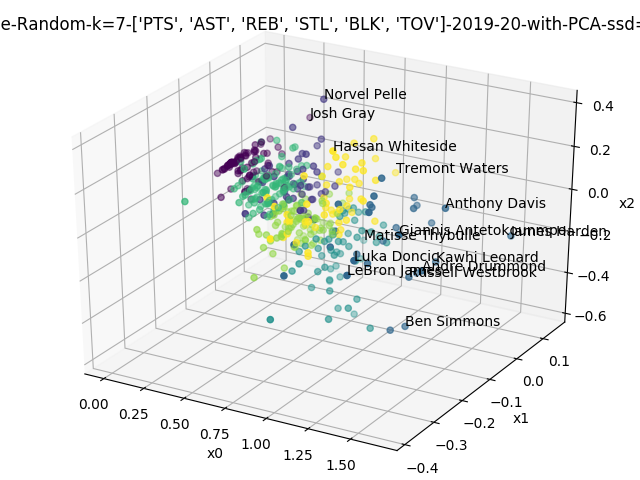 e-Random-k=7-['PTS', 'AST', 'REB', 'STL', 'BLK', 'TOV']-2019-20-with-PCA-ssd=
Norvel Pelle
Josh Gray
Hassan Whiteside
Tremont Waters
Anthony Davis
Giannis Antetokounmpo
James Harden
Matisse Thybulle
Luka Doncic
Kawhi Leonard
LeBron James
Andre Drummond
Russell Westbrook
Ben Simmons
0.4
0.2
0.0
x2
−0.2
−0.4
−0.6
0.1
0.0
−0.1
x1
−0.2
−0.3
−0.4
0.00
0.25
0.50
0.75
1.00
1.25
1.50
x0